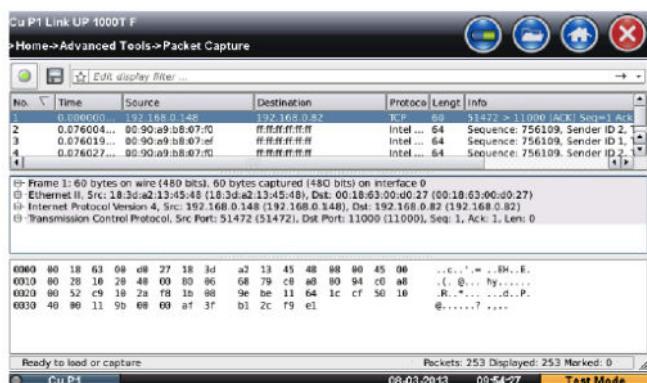 Cu P1 Link UP 1000T F
>Home->Advanced Tools->Packet Capture
Edit display filter ...
No. Time Source Destination Protoco Lengt Info
1 0.000000... 192.168.0.148 192.168.0.82 TCP 60 51472 > 11000 [ACK] Seq=1 Ack
2 0.076004... 00:90:a9:b8:07:f0 ff:ff:ff:ff:ff:ff Intel ... 64 Sequence: 756109, Sender ID 2, T
3 0.076019... 00:90:a9:b8:07:ef ff:ff:ff:ff:ff:ff Intel ... 64 Sequence: 756109, Sender ID 1, T
4 0.076027... 00:90:a9:b8:07:f0 ff:ff:ff:ff:ff:ff Intel ... 64 Sequence: 756109, Sender ID 2,
Frame 1: 60 bytes on wire (480 bits), 60 bytes captured (480 bits) on interface 0
Ethernet II, Src: 18:3d:a2:13:45:48 (18:3d:a2:13:45:48), Dst: 00:18:63:00:d0:27 (00:18:63:00:d0:27)
Internet Protocol Version 4, Src: 192.168.0.148 (192.168.0.148), Dst: 192.168.0.82 (192.168.0.82)
Transmission Control Protocol, Src Port: 51472 (51472), Dst Port: 11000 (11000), Seq: 1, Ack: 1, Len: 0
0000 00 18 63 00 d0 27 18 3d a2 13 45 48 08 00 45 00 ..c..'.= ..EH..E.
0010 00 28 10 20 40 00 80 06 68 79 c0 a8 00 94 c0 a8 .(. @... hy......
0020 00 52 c9 10 2a f8 1b 08 9e be 11 64 1c cf 50 10 .R..*... ...d..P.
0030 40 00 11 9b 00 00 af 3f b1 2c f9 e1 @......? .,..
Ready to load or capture Packets: 253 Displayed: 253 Marked: 0
Cu P1 08-03-2013 09:54:27 Test Mode